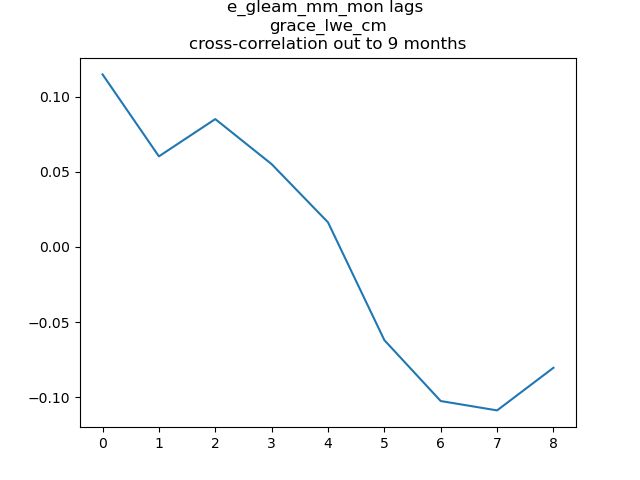 e_gleam_mm_mon lags
grace_lwe_cm
cross-correlation out to 9 months
0.10
0.05
0.00
−0.05
−0.10
0 1 2 3 4 5 6 7 8